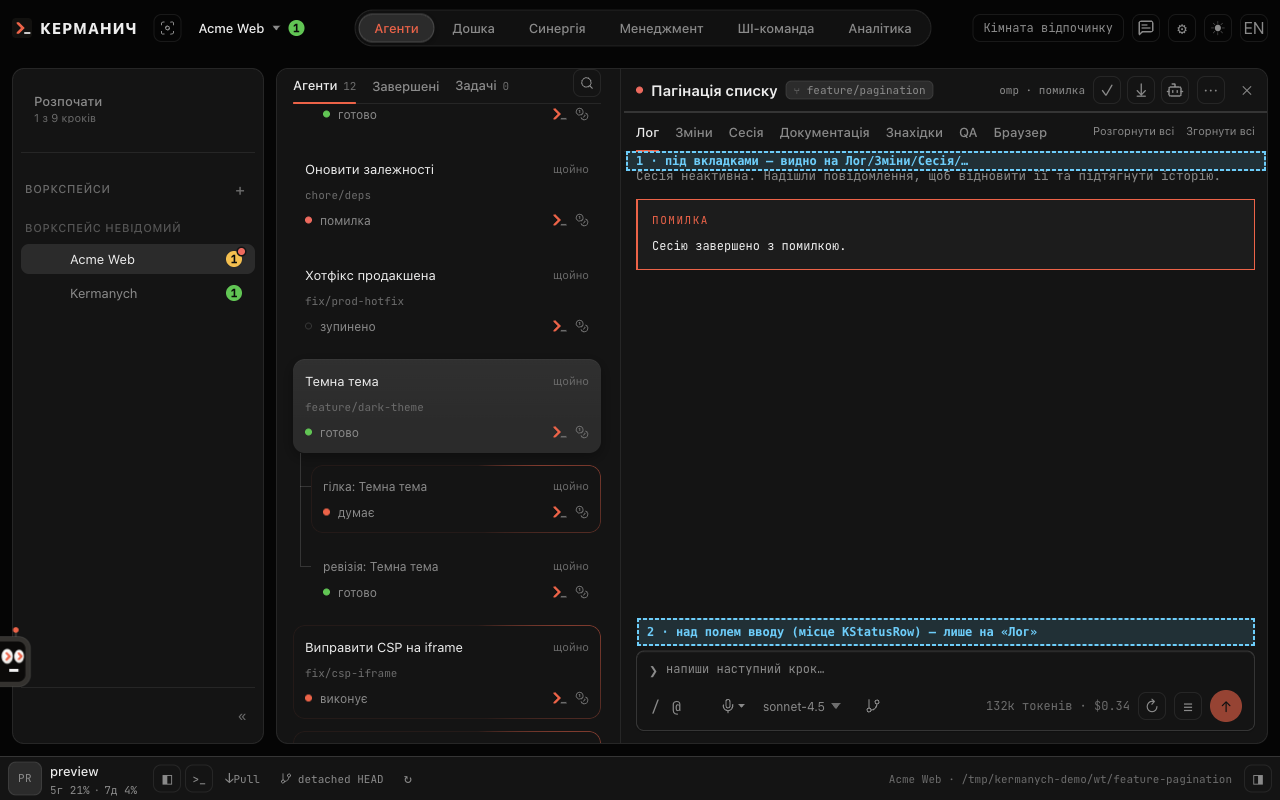 КЕРМАНИЧ
Acme Web
1
Агенти
Дошка
Синергія
Менеджмент
ШІ-команда
Аналітика
Кімната відпочинку
EN
Розпочати
1 з 9 кроків
ВОРКСПЕЙСИ
+
ВОРКСПЕЙС НЕВІДОМИЙ
Acme Web
1
Kermanych
1
«
Агенти 12
Завершені
Задачі 0
готово
Оновити залежності
щойно
chore/deps
помилка
Хотфікс продакшена
щойно
fix/prod-hotfix
зупинено
Темна тема
щойно
feature/dark-theme
готово
гілка: Темна тема
щойно
думає
ревізія: Темна тема
щойно
готово
Виправити CSP на iframe
щойно
fix/csp-iframe
виконує
Пагінація списку
feature/pagination
omp · помилка
Лог
Зміни
Сесія
Документація
Знахідки
QA
Браузер
Розгорнути всі
Згорнути всі
1 · під вкладками — видно на Лог/Зміни/Сесія/…
Сесія неактивна. Надішли повідомлення, щоб відновити її та підтягнути історію.
ПОМИЛКА
Сесію завершено з помилкою.
2 · над полем вводу (місце KStatusRow) — лише на «Лог»
❯ напиши наступний крок…
/ @
sonnet-4.5
132k токенів · $0.34
PR
preview
5г 21% · 7д 4%
Pull
detached HEAD
Acme Web · /tmp/kermanych-demo/wt/feature-pagination